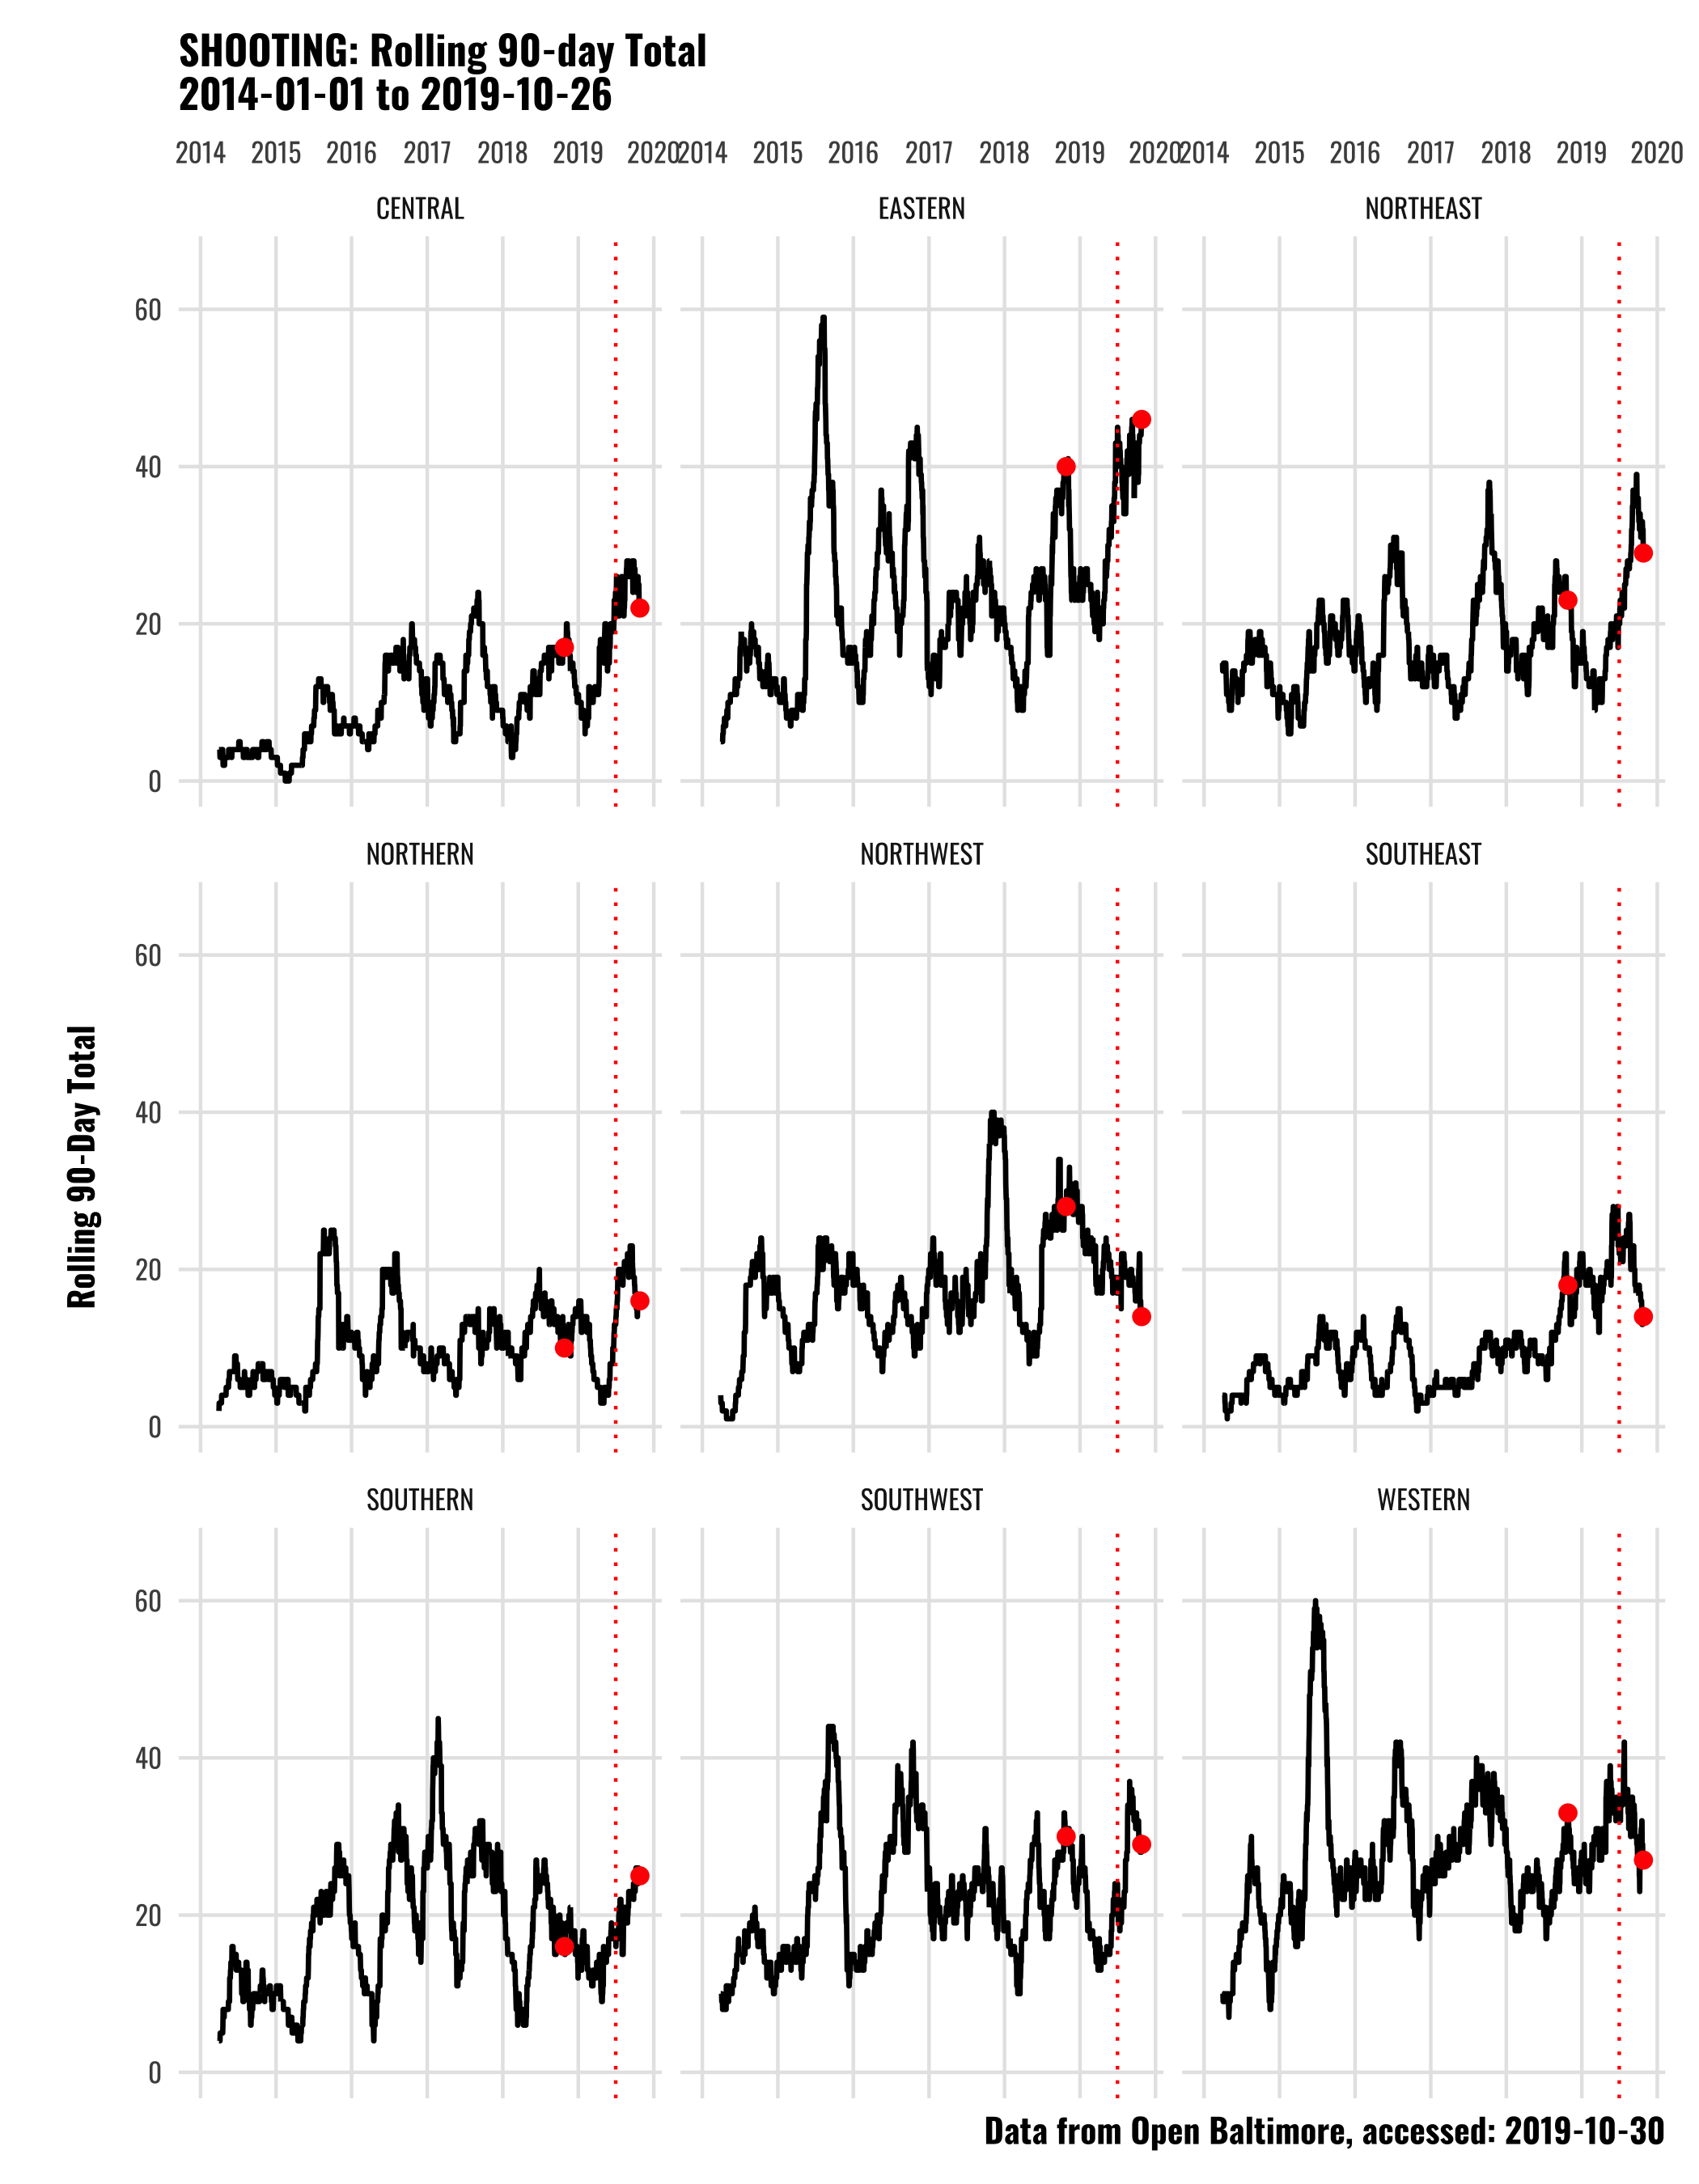 SHOOTING: Rolling 90-day Total
2014-01-01 to 2019-10-26
2014 2015 2016 2017 2018 2019 2020 2014 2015 2016 2017 2018 2019 2020 2014 2015 2016 2017 2018 2019 2020
CENTRAL EASTERN NORTHEAST
60
40
20
0
NORTHERN NORTHWEST SOUTHEAST
60
40
20
0
Rolling 90-Day Total
SOUTHERN SOUTHWEST WESTERN
60
40
20
0
Data from Open Baltimore, accessed: 2019-10-30